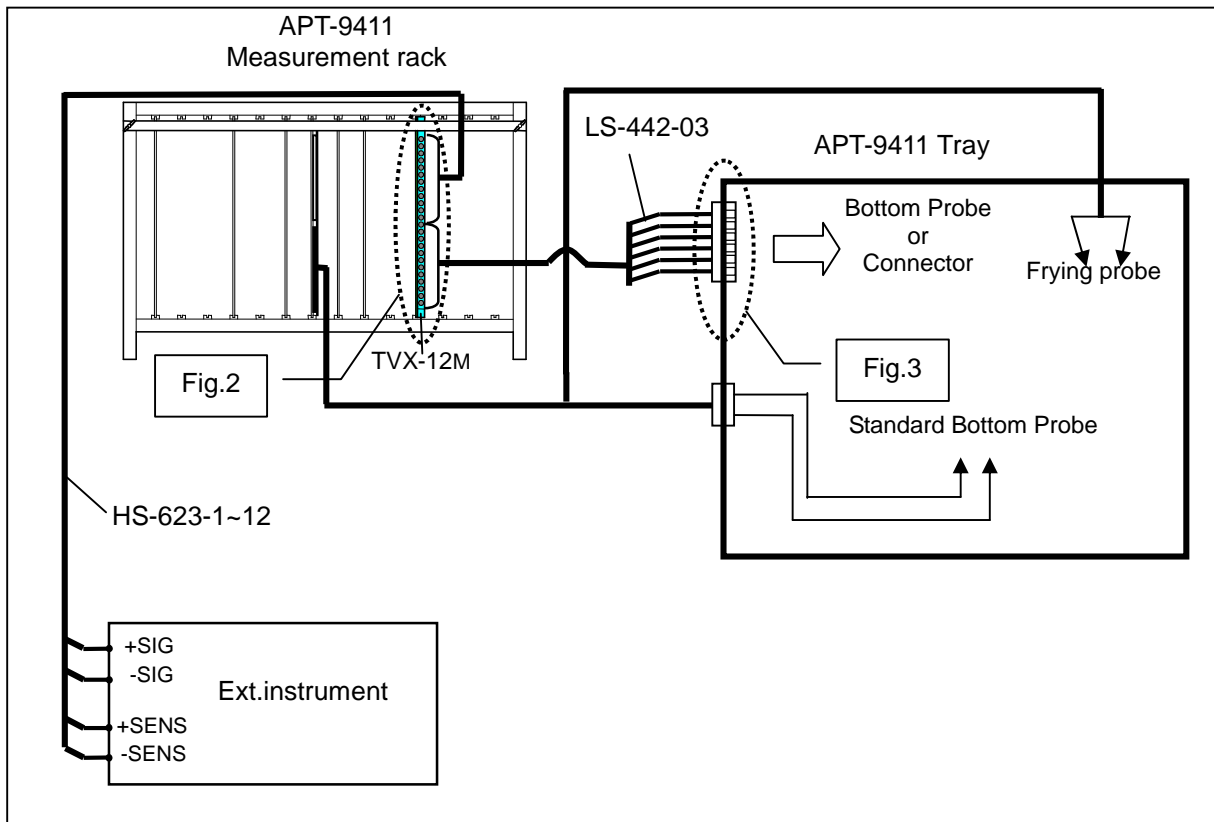 APT-9411
Measurement rack
LS-442-03
APT-9411 Tray
Bottom Probe
or
Connector
Frying probe
TVX-12M
Fig.2
Fig.3
Standard Bottom Probe
HS-623-1~12
+SIG
-SIG
Ext.instrument
+SENS
-SENS